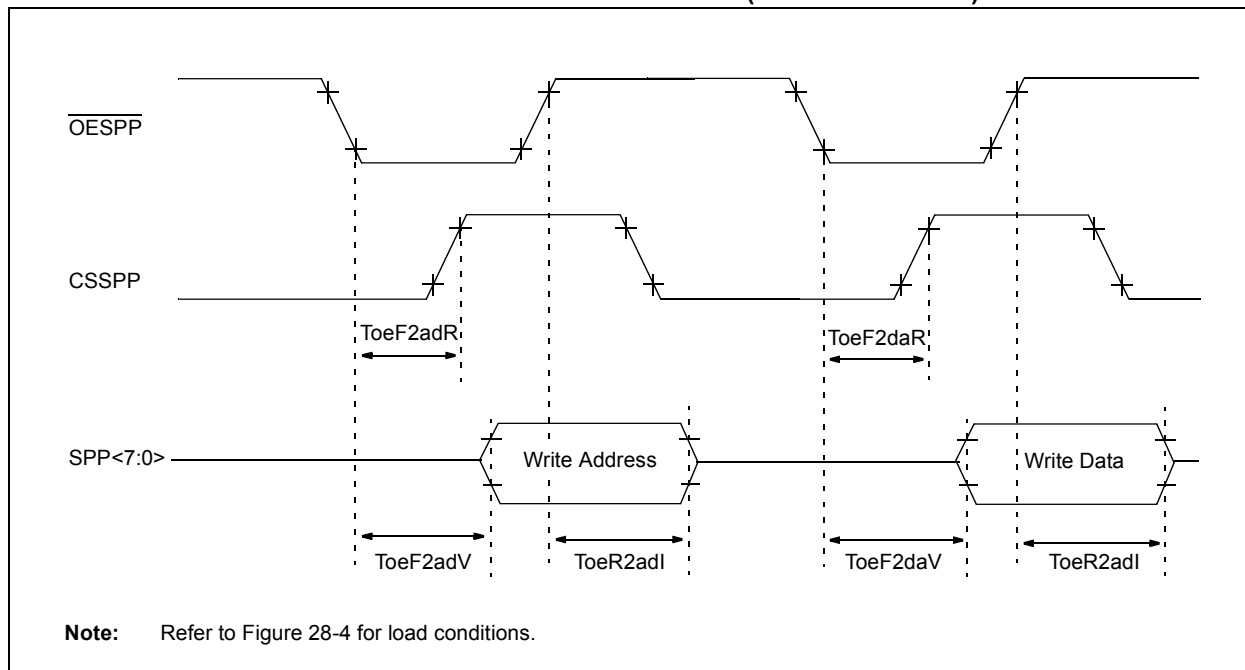 OESPP
CSSPP
ToeF2adR
ToeF2daR
SPP<7:0>
Write Address
Write Data
ToeF2adV
ToeR2adI
ToeF2daV
ToeR2adI
Note: Refer to Figure 28-4 for load conditions.